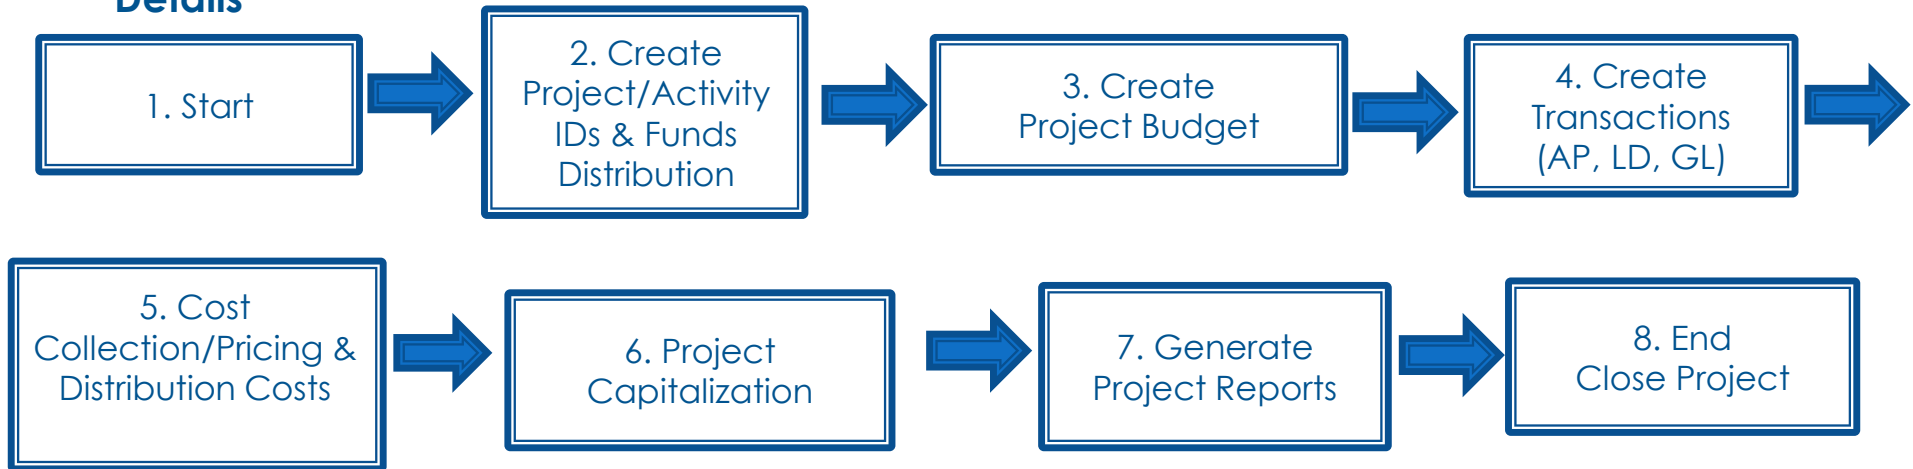 Details
1. Start
2. Create
Project/Activity
IDs & Funds
Distribution
3. Create
Project Budget
4. Create
Transactions
(AP, LD, GL)
5. Cost
Collection/Pricing &
Distribution Costs
6. Project
Capitalization
7. Generate
Project Reports
8. End
Close Project